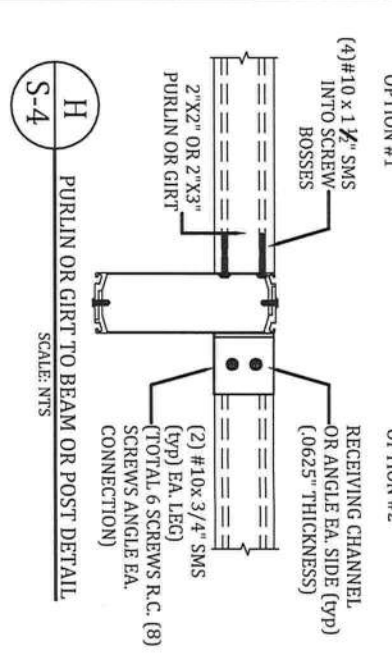 OPTION #1
(4)#10 x 1 ½" SMS
INTO SCREW
BOSSES
2"X2" OR 2"X3"
PURLIN OR GIRT
OPTION #2
RECEIVING CHANNEL
OR ANGLE EA. SIDE (typ)
(.0625" THICKNESS)
(2) #10x 3/4" SMS
(typ) EA. LEG)
(TOTAL 6 SCREWS R.C. (8)
SCREWS ANGLE EA.
CONNECTION)
H
S-4
PURLIN OR GIRT TO BEAM OR POST DETAIL
SCALE: NTS